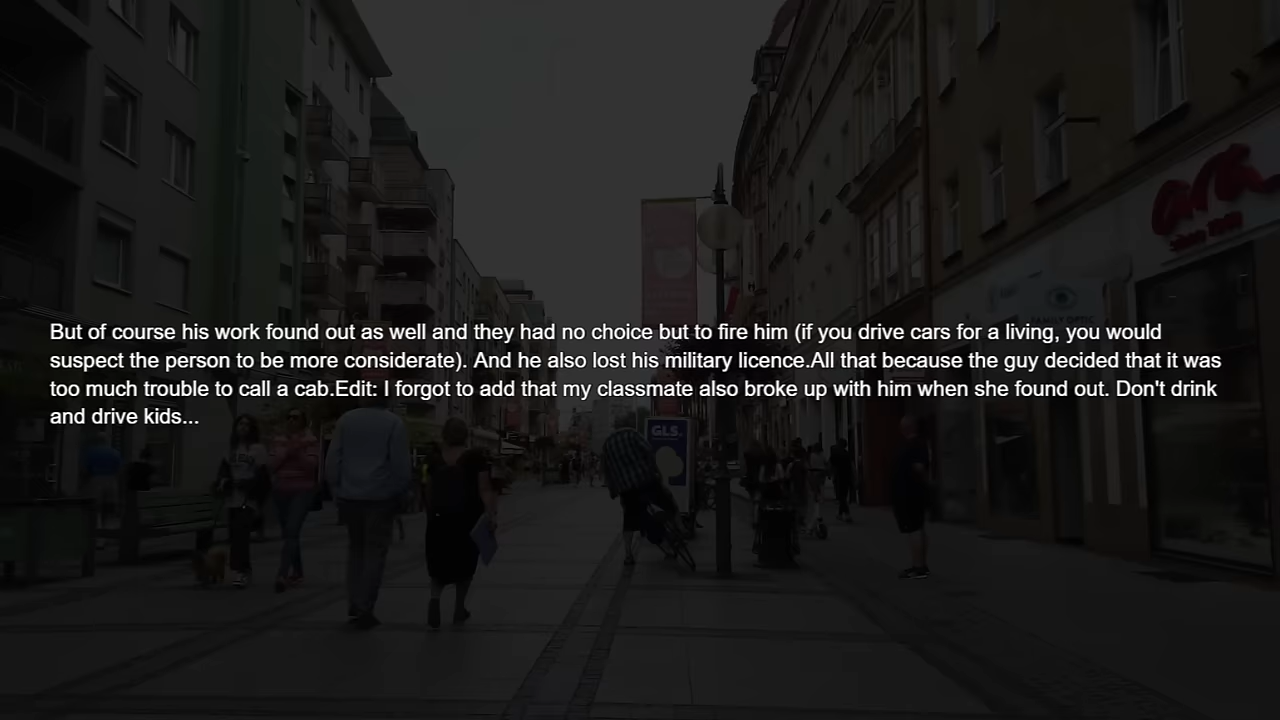 But of course his work found out as well and they had no choice but to fire him (if you drive cars for a living, you would
suspect the person to be more considerate). And he also lost his military licence.All that because the guy decided that it was
too much trouble to call a cab.Edit: I forgot to add that my classmate also broke up with him when she found out. Don't drink
and drive kids...
ara
GLS
FAMILY OPTIC